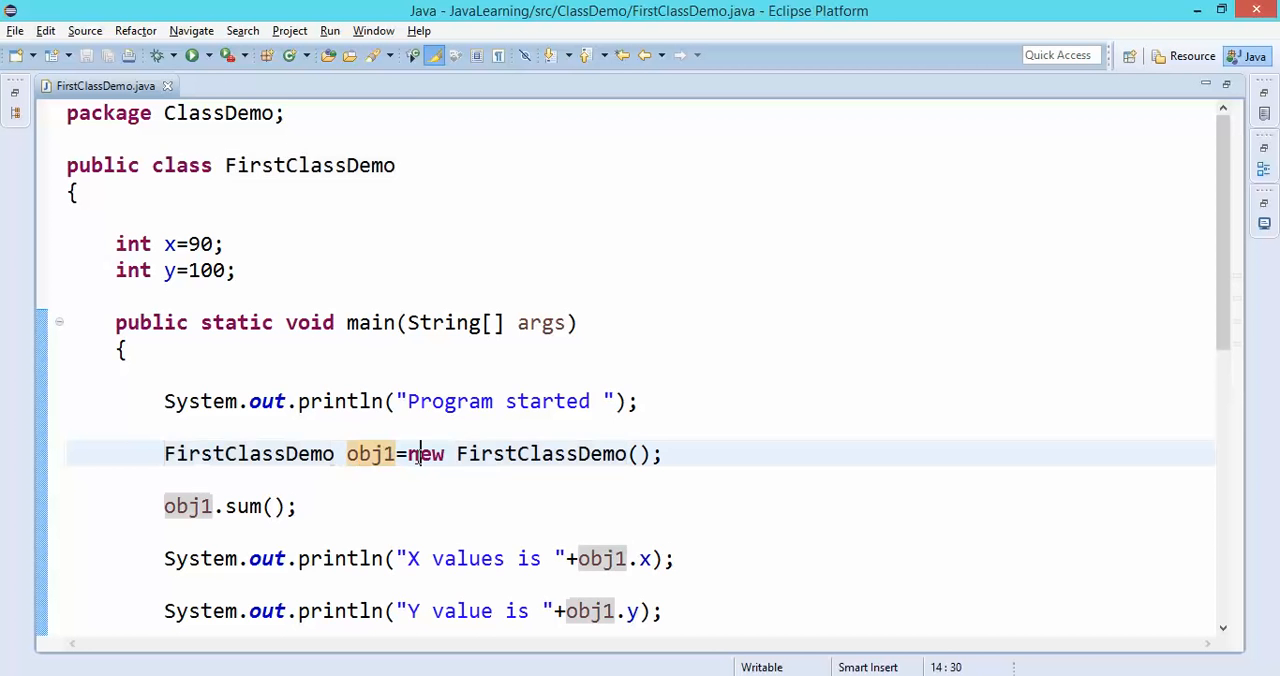 Java - JavaLearning/src/ClassDemo/FirstClassDemo.java - Eclipse Platform
File Edit Source Refactor Navigate Search Project Run Window Help
Quick Access Resource Java
FirstClassDemo.java
package ClassDemo;
public class FirstClassDemo
{
int x=90;
int y=100;
public static void main(String[] args)
{
System.out.println("Program started ");
FirstClassDemo obj1=new FirstClassDemo();
obj1.sum();
System.out.println("X values is "+obj1.x);
System.out.println("Y value is "+obj1.y);
Writable Smart Insert 14 : 30